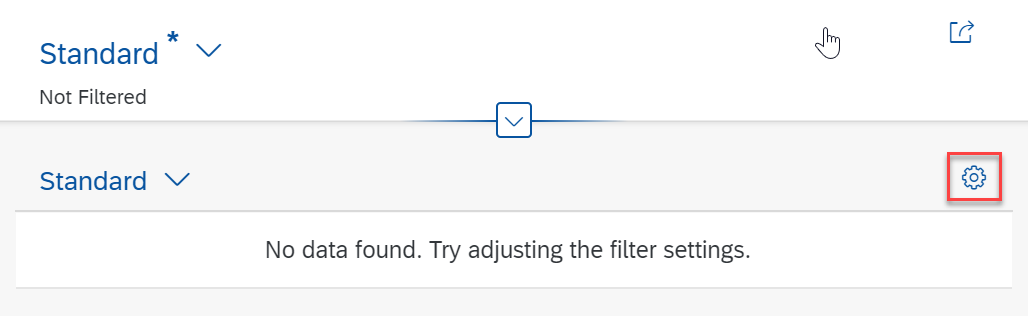 Standard *
Not Filtered
Standard
No data found. Try adjusting the filter settings.